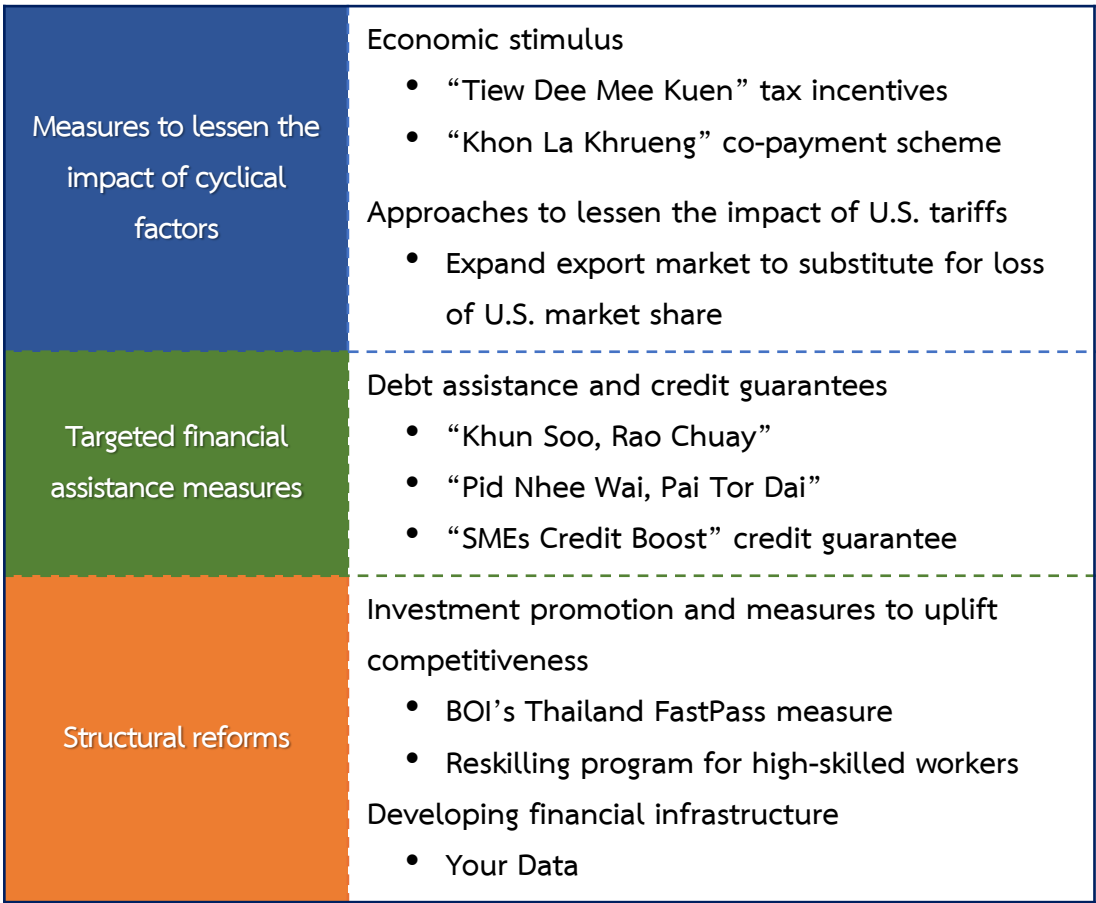 Measures to lessen the
impact of cyclical
factors
Economic stimulus
• “Tiew Dee Mee Kuen” tax incentives
• “Khon La Khrueng” co-payment scheme
Approaches to lessen the impact of U.S. tariffs
• Expand export market to substitute for loss
of U.S. market share
Targeted financial
assistance measures
Debt assistance and credit guarantees
• “Khun Soo, Rao Chuay”
• “Pid Nhee Wai, Pai Tor Dai”
• “SMEs Credit Boost” credit guarantee
Structural reforms
Investment promotion and measures to uplift
competitiveness
• BOI’s Thailand FastPass measure
• Reskilling program for high-skilled workers
Developing financial infrastructure
• Your Data